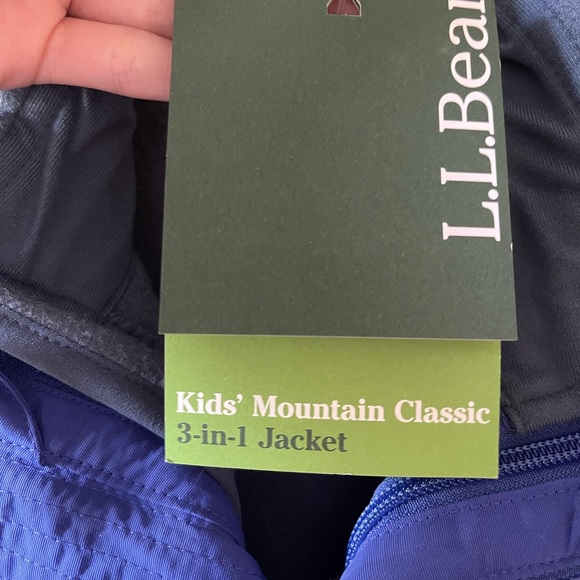 L.L.Bean
Kids' Mountain Classic
3-in-1 Jacket